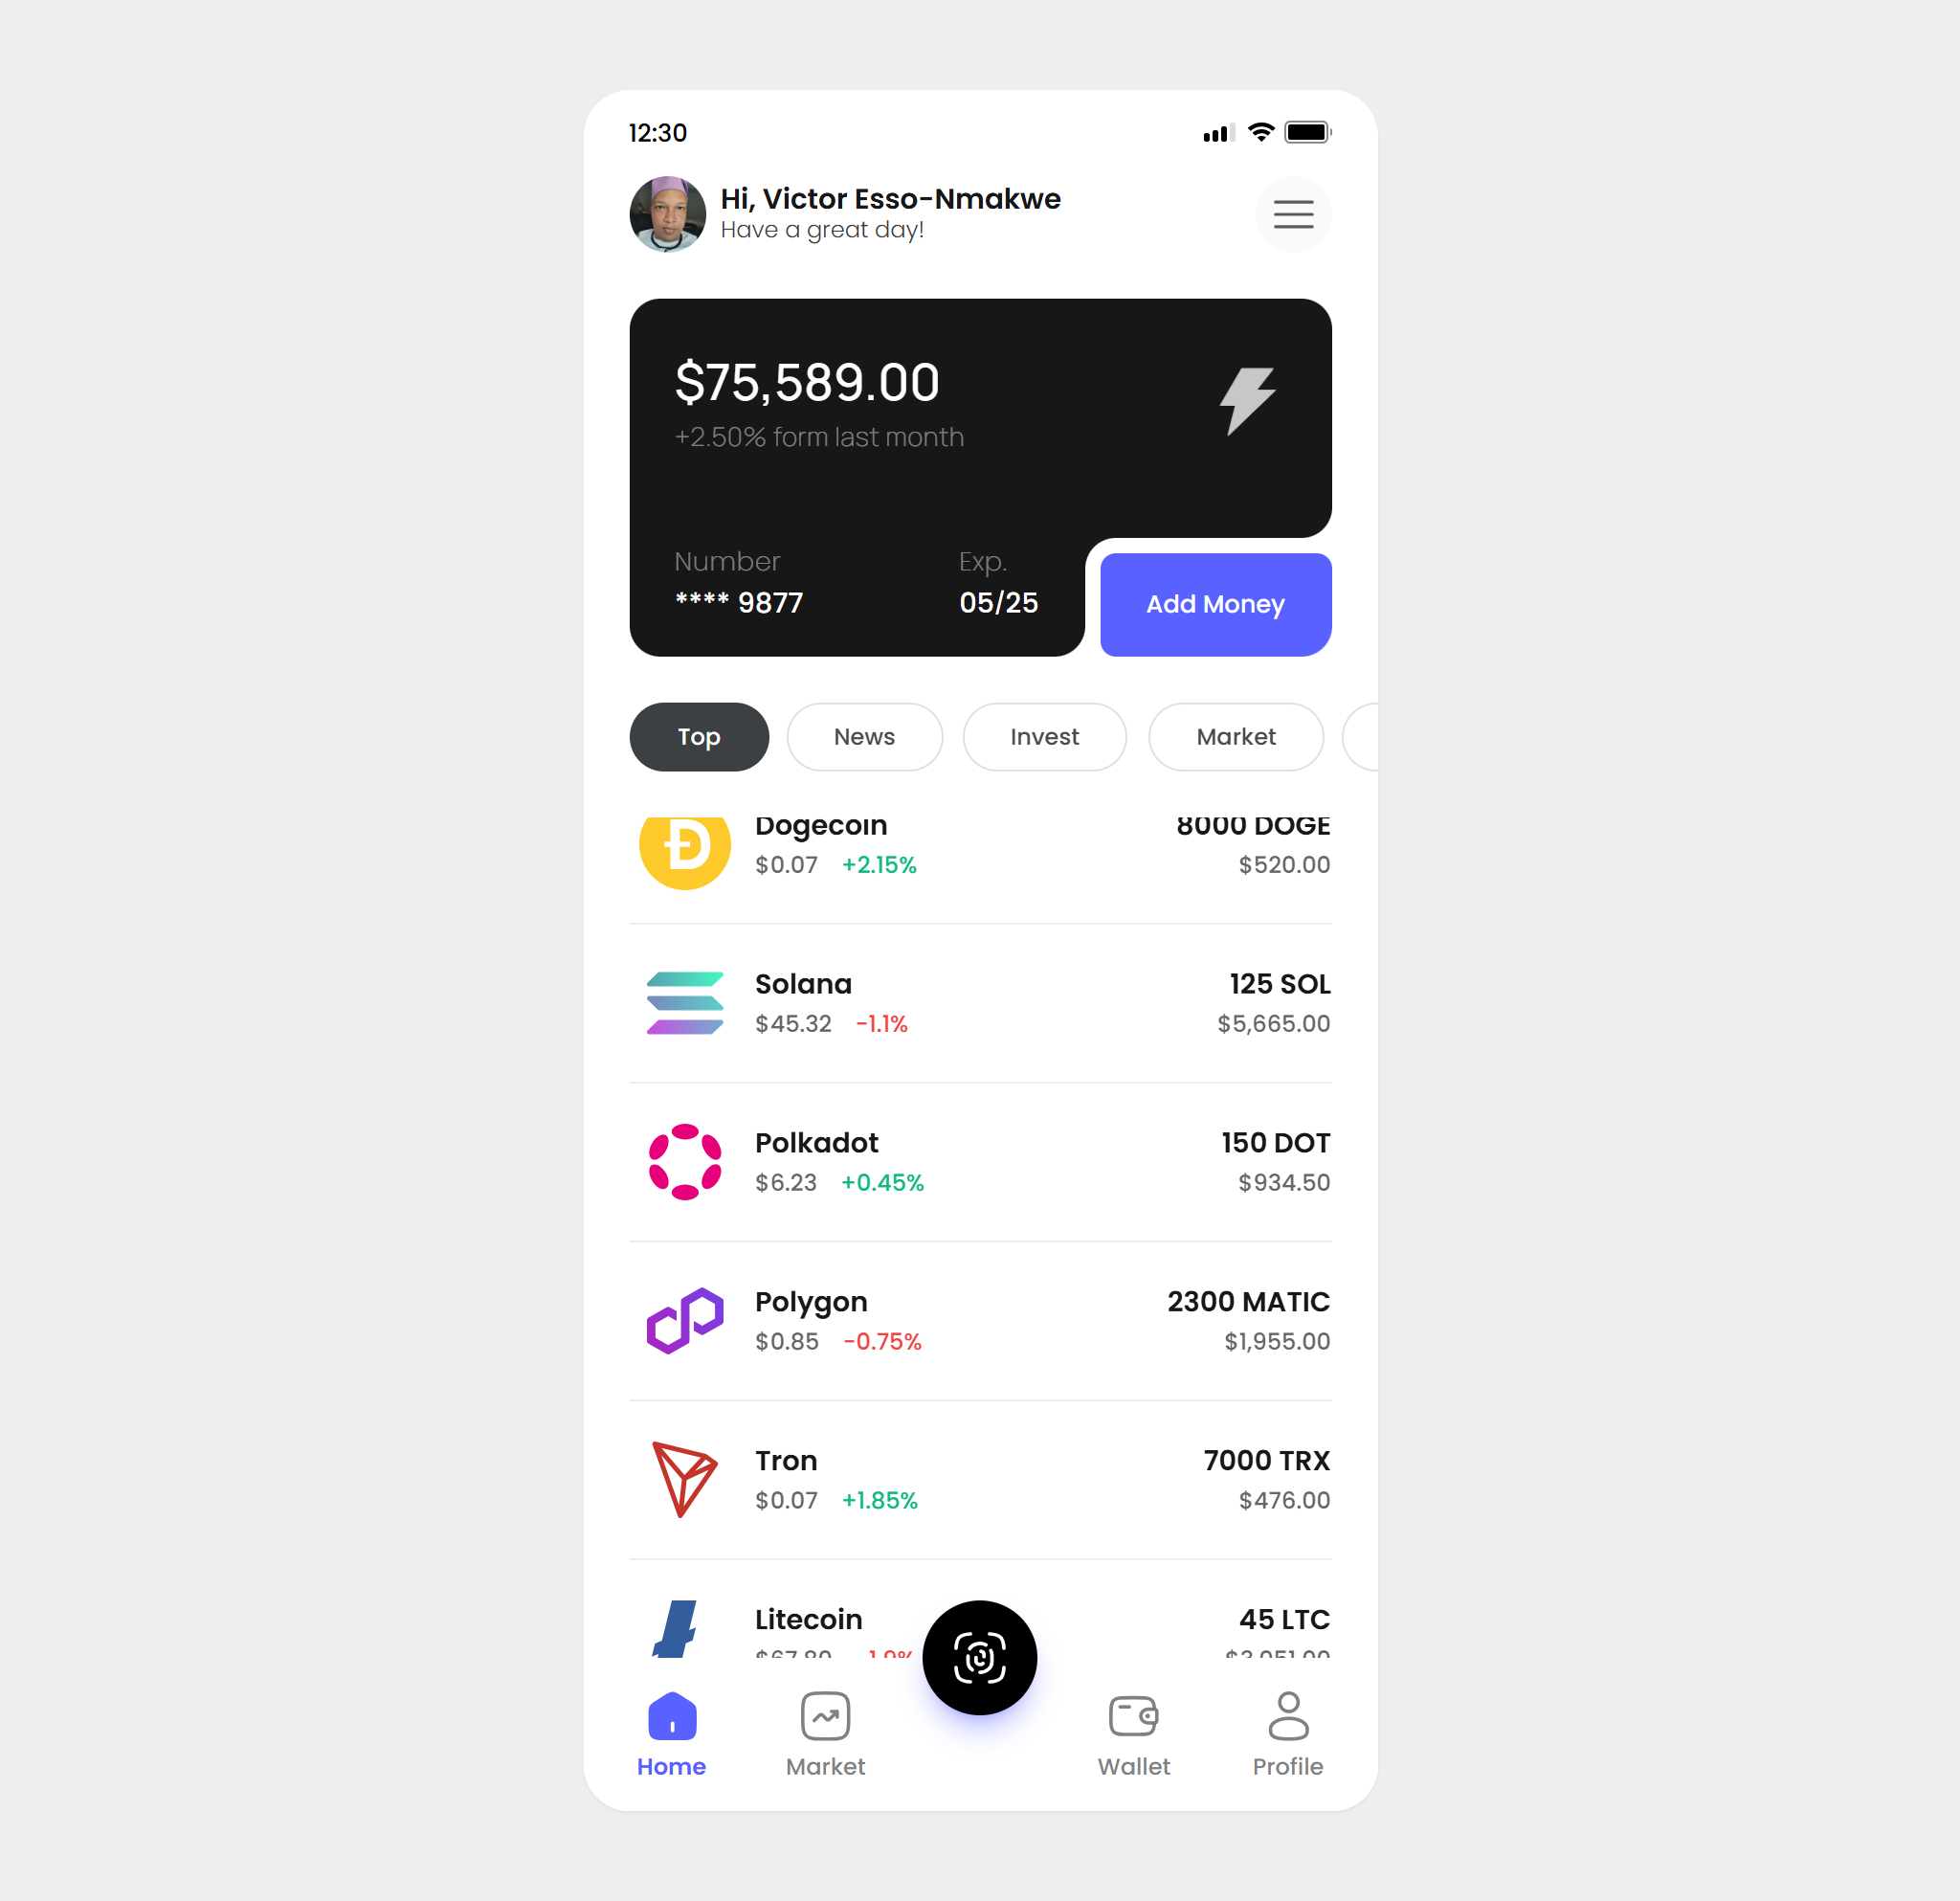 12:30
Hi, Victor Esso-Nmakwe
Have a great day!
$75,589.00
+2.50% form last month
Number
Exp.
**** 9877
05/25
Add Money
Top
News
Invest
Market
Dogecoin
8000 DOGE
$0.07 +2.15%
$520.00
Solana
125 SOL
$45.32 -1.1%
$5,665.00
Polkadot
150 DOT
$6.23 +0.45%
$934.50
Polygon
2300 MATIC
$0.85 -0.75%
$1,955.00
Tron
7000 TRX
$0.07 +1.85%
$476.00
Litecoin
45 LTC
Home
Market
Wallet
Profile